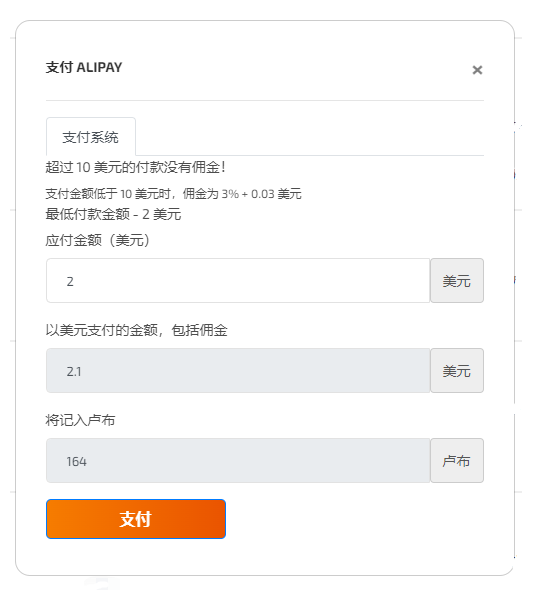 支付 ALIPAY
×
支付系统
超过 10 美元的付款没有佣金！
支付金额低于 10 美元时，佣金为 3% + 0.03 美元
最低付款金额 - 2 美元
应付金额（美元）
2 美元
以美元支付的金额，包括佣金
2.1 美元
将记入卢布
164 卢布
支付